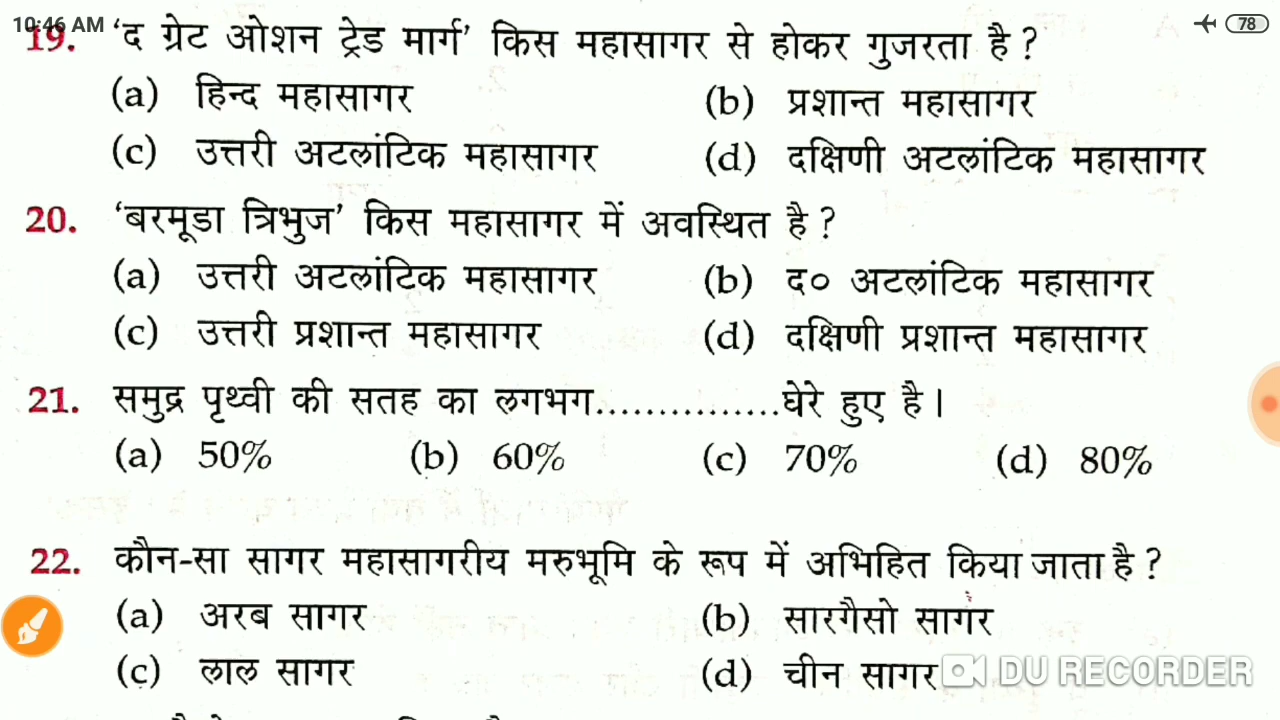 10:46 AM 78
19. ‘द ग्रेट ओशन ट्रेड मार्ग’ किस महासागर से होकर गुजरता है ?
(a) हिन्द महासागर (b) प्रशान्त महासागर
(c) उत्तरी अटलांटिक महासागर (d) दक्षिणी अटलांटिक महासागर
20. ‘बरमूडा त्रिभुज’ किस महासागर में अवस्थित है ?
(a) उत्तरी अटलांटिक महासागर (b) द० अटलांटिक महासागर
(c) उत्तरी प्रशान्त महासागर (d) दक्षिणी प्रशान्त महासागर
21. समुद्र पृथ्वी की सतह का लगभग...............घेरे हुए है।
(a) 50% (b) 60% (c) 70% (d) 80%
22. कौन-सा सागर महासागरीय मरुभूमि के रूप में अभिहित किया जाता है ?
(a) अरब सागर (b) सारगैसो सागर
(c) लाल सागर (d) चीन सागर
DU RECORDER